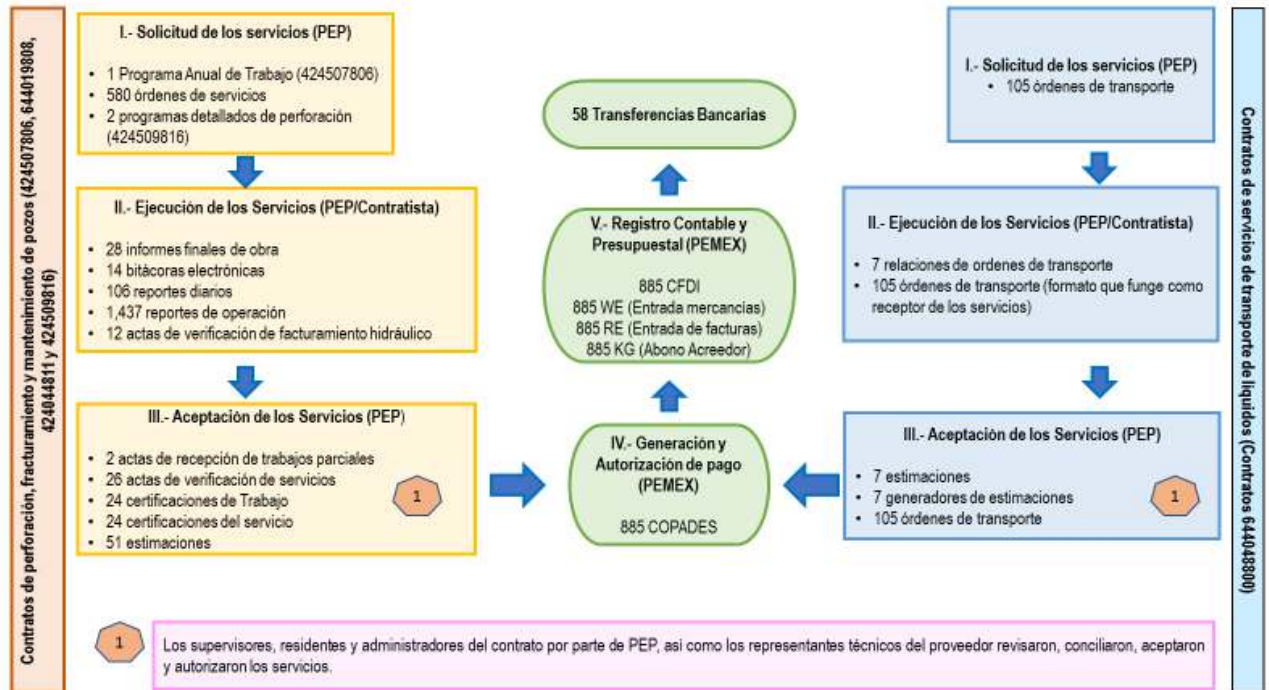 Contratos de perforación, fracturamiento y mantenimiento de pozos (424507806, 644019808,
424044811 y 424509816)
I.- Solicitud de los servicios (PEP)
• 1 Programa Anual de Trabajo (424507806)
• 580 órdenes de servicios
• 2 programas detallados de perforación
(424509816)
II.- Ejecución de los Servicios (PEP/Contratista)
• 28 informes finales de obra
• 14 bitácoras electrónicas
• 106 reportes diarios
• 1,437 reportes de operación
• 12 actas de verificación de facturamiento hidráulico
III.- Aceptación de los Servicios (PEP)
• 2 actas de recepción de trabajos parciales
• 26 actas de verificación de servicios
• 24 certificaciones de Trabajo
• 24 certificaciones del servicio
• 51 estimaciones
1
58 Transferencias Bancarias
V.- Registro Contable y
Presupuestal (PEMEX)
885 CFDI
885 WE (Entrada mercancías)
885 RE (Entrada de facturas)
885 KG (Abono Acreedor)
IV.- Generación y
Autorización de pago
(PEMEX)
885 COPADES
I.- Solicitud de los servicios (PEP)
• 105 órdenes de transporte
II.- Ejecución de los Servicios (PEP/Contratista)
• 7 relaciones de ordenes de transporte
• 105 órdenes de transporte (formato que funge como
receptor de los servicios)
III.- Aceptación de los Servicios (PEP)
• 7 estimaciones
• 7 generadores de estimaciones
• 105 órdenes de transporte
1
Contratos de servicios de transporte de liquidos (Contratos 644048800)
1
Los supervisores, residentes y administradores del contrato por parte de PEP, asi como los representantes técnicos del proveedor revisaron, conciliaron, aceptaron
y autorizaron los servicios.